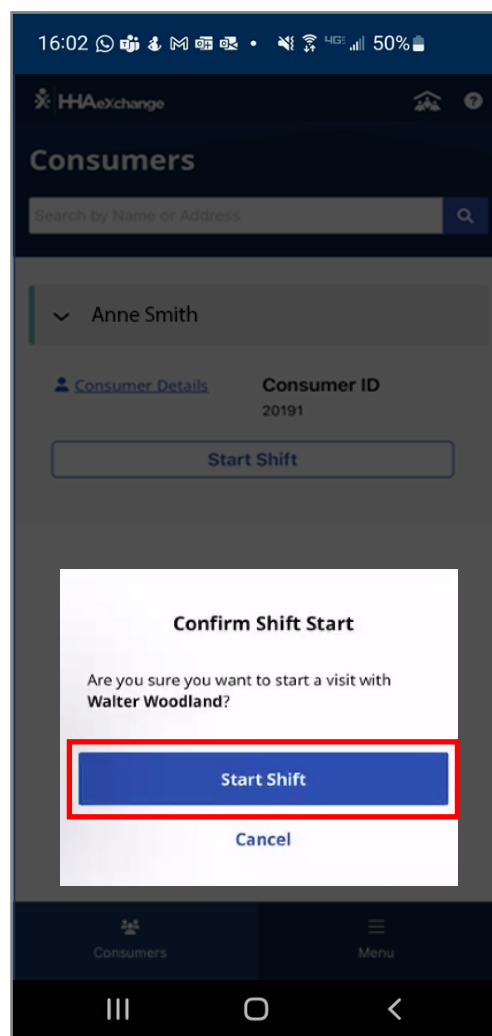 16:02 4GE 50%
HHAeXchange
Consumers
Search by Name or Address
Anne Smith
Consumer Details Consumer ID
20191
Start Shift
Confirm Shift Start
Are you sure you want to start a visit with
Walter Woodland?
Start Shift
Cancel
Consumers Menu